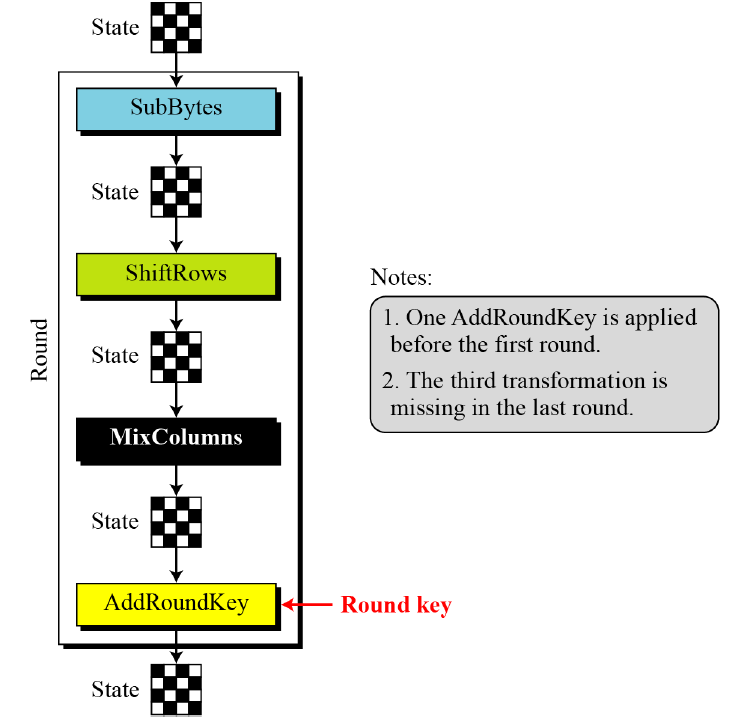 State
SubBytes
State
ShiftRows
State
MixColumns
State
AddRoundKey
Round key
State
Round
Notes:
1. One AddRoundKey is applied
before the first round.
2. The third transformation is
missing in the last round.